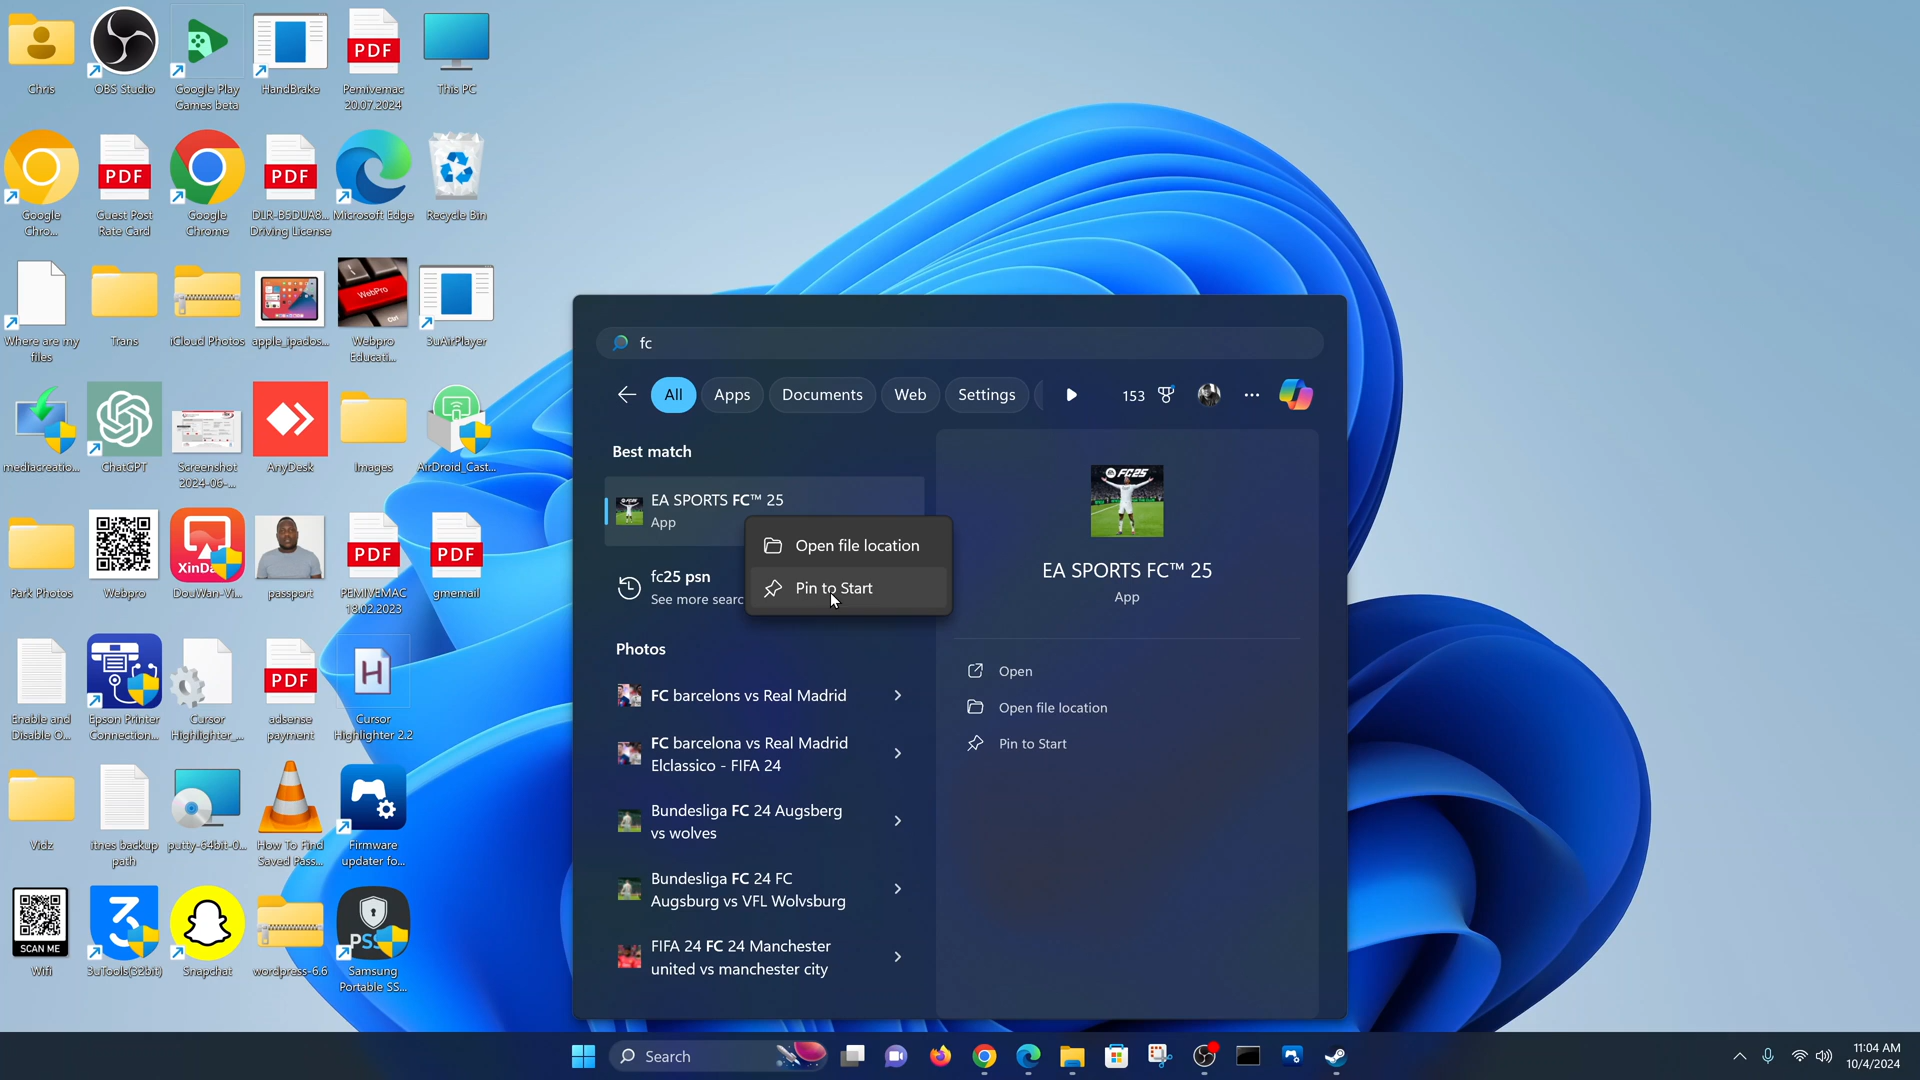 Chris
OBS Studio
Google Play
Games beta
HandBrake
PDF
Pemivemac
20.07.2024
This PC
Google
Chro...
PDF
Guest Post
Rate Card
Google
Chrome
PDF
DLR-B5DUA8...
Driving License
Microsoft Edge
Recycle Bin
Where are my
files
Trans
iCloud Photos
apple_ipados...
WebPro
Ctrl
Webpro
Educati...
3uAirPlayer
mediacreatio...
ChatGPT
Screenshot
2024-06-...
AnyDesk
Images
AirDroid_Cast...
Park Photos
Webpro
XinDa
DouWan-Vi...
passport
PDF
PEMIVEMAC
18.02.2023
PDF
gmemail
Enable and
Disable O...
Epson Printer
Connection...
Cursor
Highlighter_...
PDF
adsense
payment
H
Cursor
Highlighter 2.2
Vidz
itnes backup
path
putty-64bit-0...
How To Find
Saved Pass...
Firmware
updater fo...
SCAN ME
Wifi
3uTools(32bit)
Snapchat
wordpress-6.6
PSS
Samsung
Portable SS...
fc
All
Apps
Documents
Web
Settings
153
Best match
EA SPORTS FC™ 25
App
fc25 psn
See more searc
Open file location
Pin to Start
Photos
FC barcelons vs Real Madrid
FC barcelona vs Real Madrid
Elclassico - FIFA 24
Bundesliga FC 24 Augsberg
vs wolves
Bundesliga FC 24 FC
Augsburg vs VFL Wolvsburg
FIFA 24 FC 24 Manchester
united vs manchester city
FC25
EA SPORTS FC™ 25
App
Open
Open file location
Pin to Start
Search
11:04 AM
10/4/2024